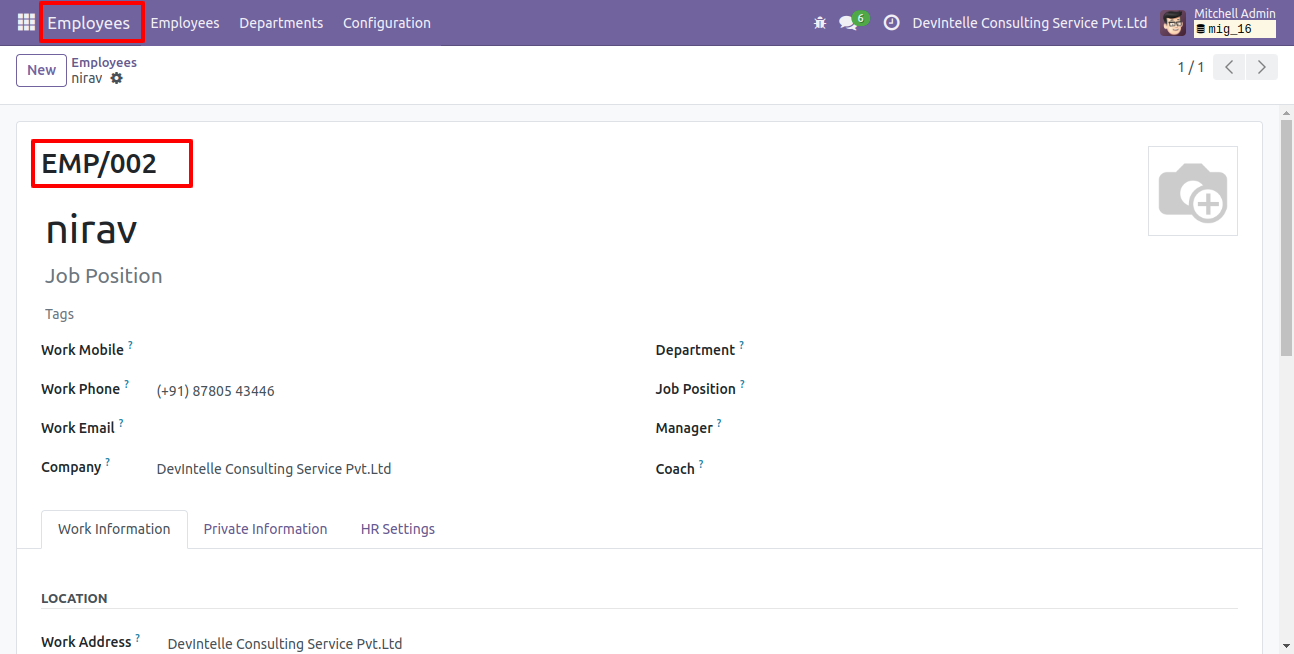 Employees Employees Departments Configuration 6 DevIntelle Consulting Service Pvt.Ltd Mitchell Admin
mig_16
New Employees
nirav
1 / 1
EMP/002
nirav
Job Position
Tags
Work Mobile ? Department ?
Work Phone ? (+91) 87805 43446 Job Position ?
Work Email ? Manager ?
Company ? DevIntelle Consulting Service Pvt.Ltd Coach ?
Work Information Private Information HR Settings
LOCATION
Work Address ? DevIntelle Consulting Service Pvt.Ltd